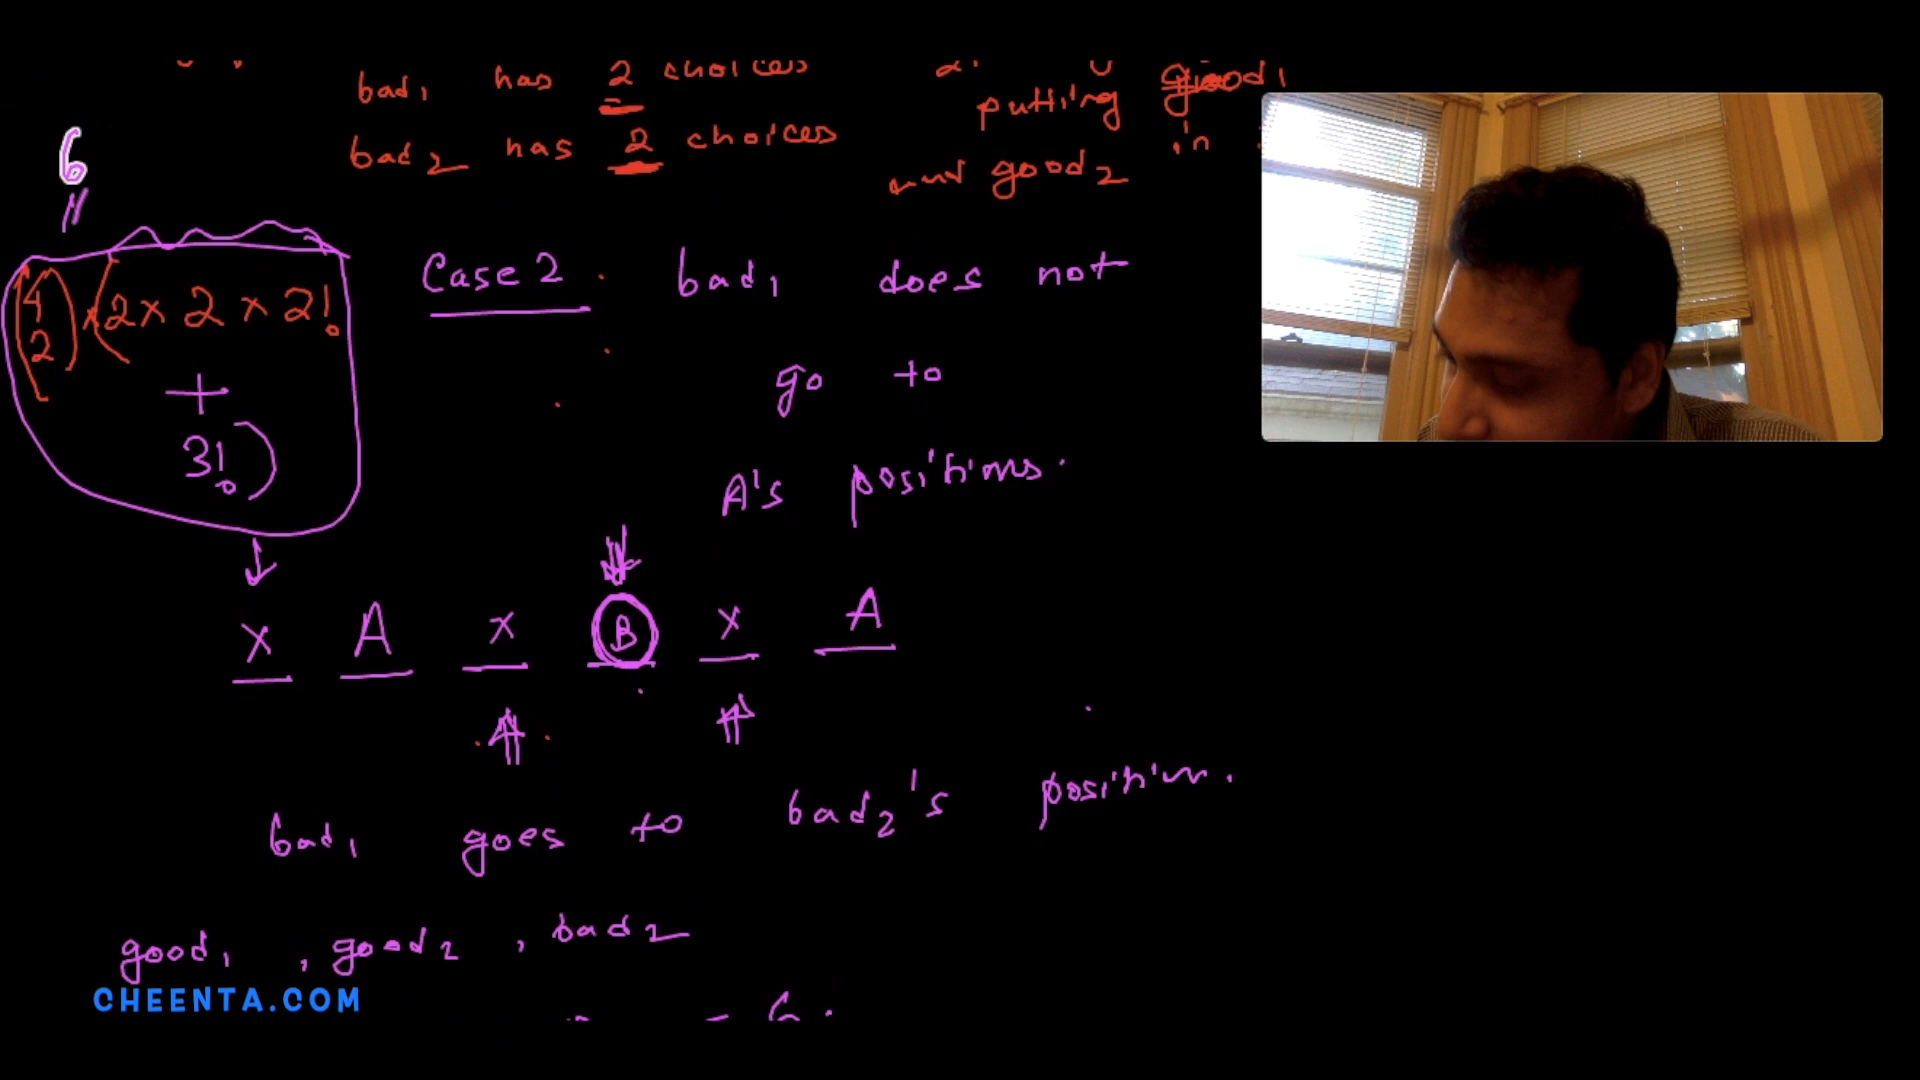 bad1 has 2 choices
bad2 has 2 choices
putting good1
in
and good2
6
11
(4 2) × (2 × 2 × 2!
+
3!)
Case 2 . bad1 does not
go to
A's positions.
X A x B x A
bad1 goes to bad2's position.
good1 , good2 , bad2
CHEENTA.COM